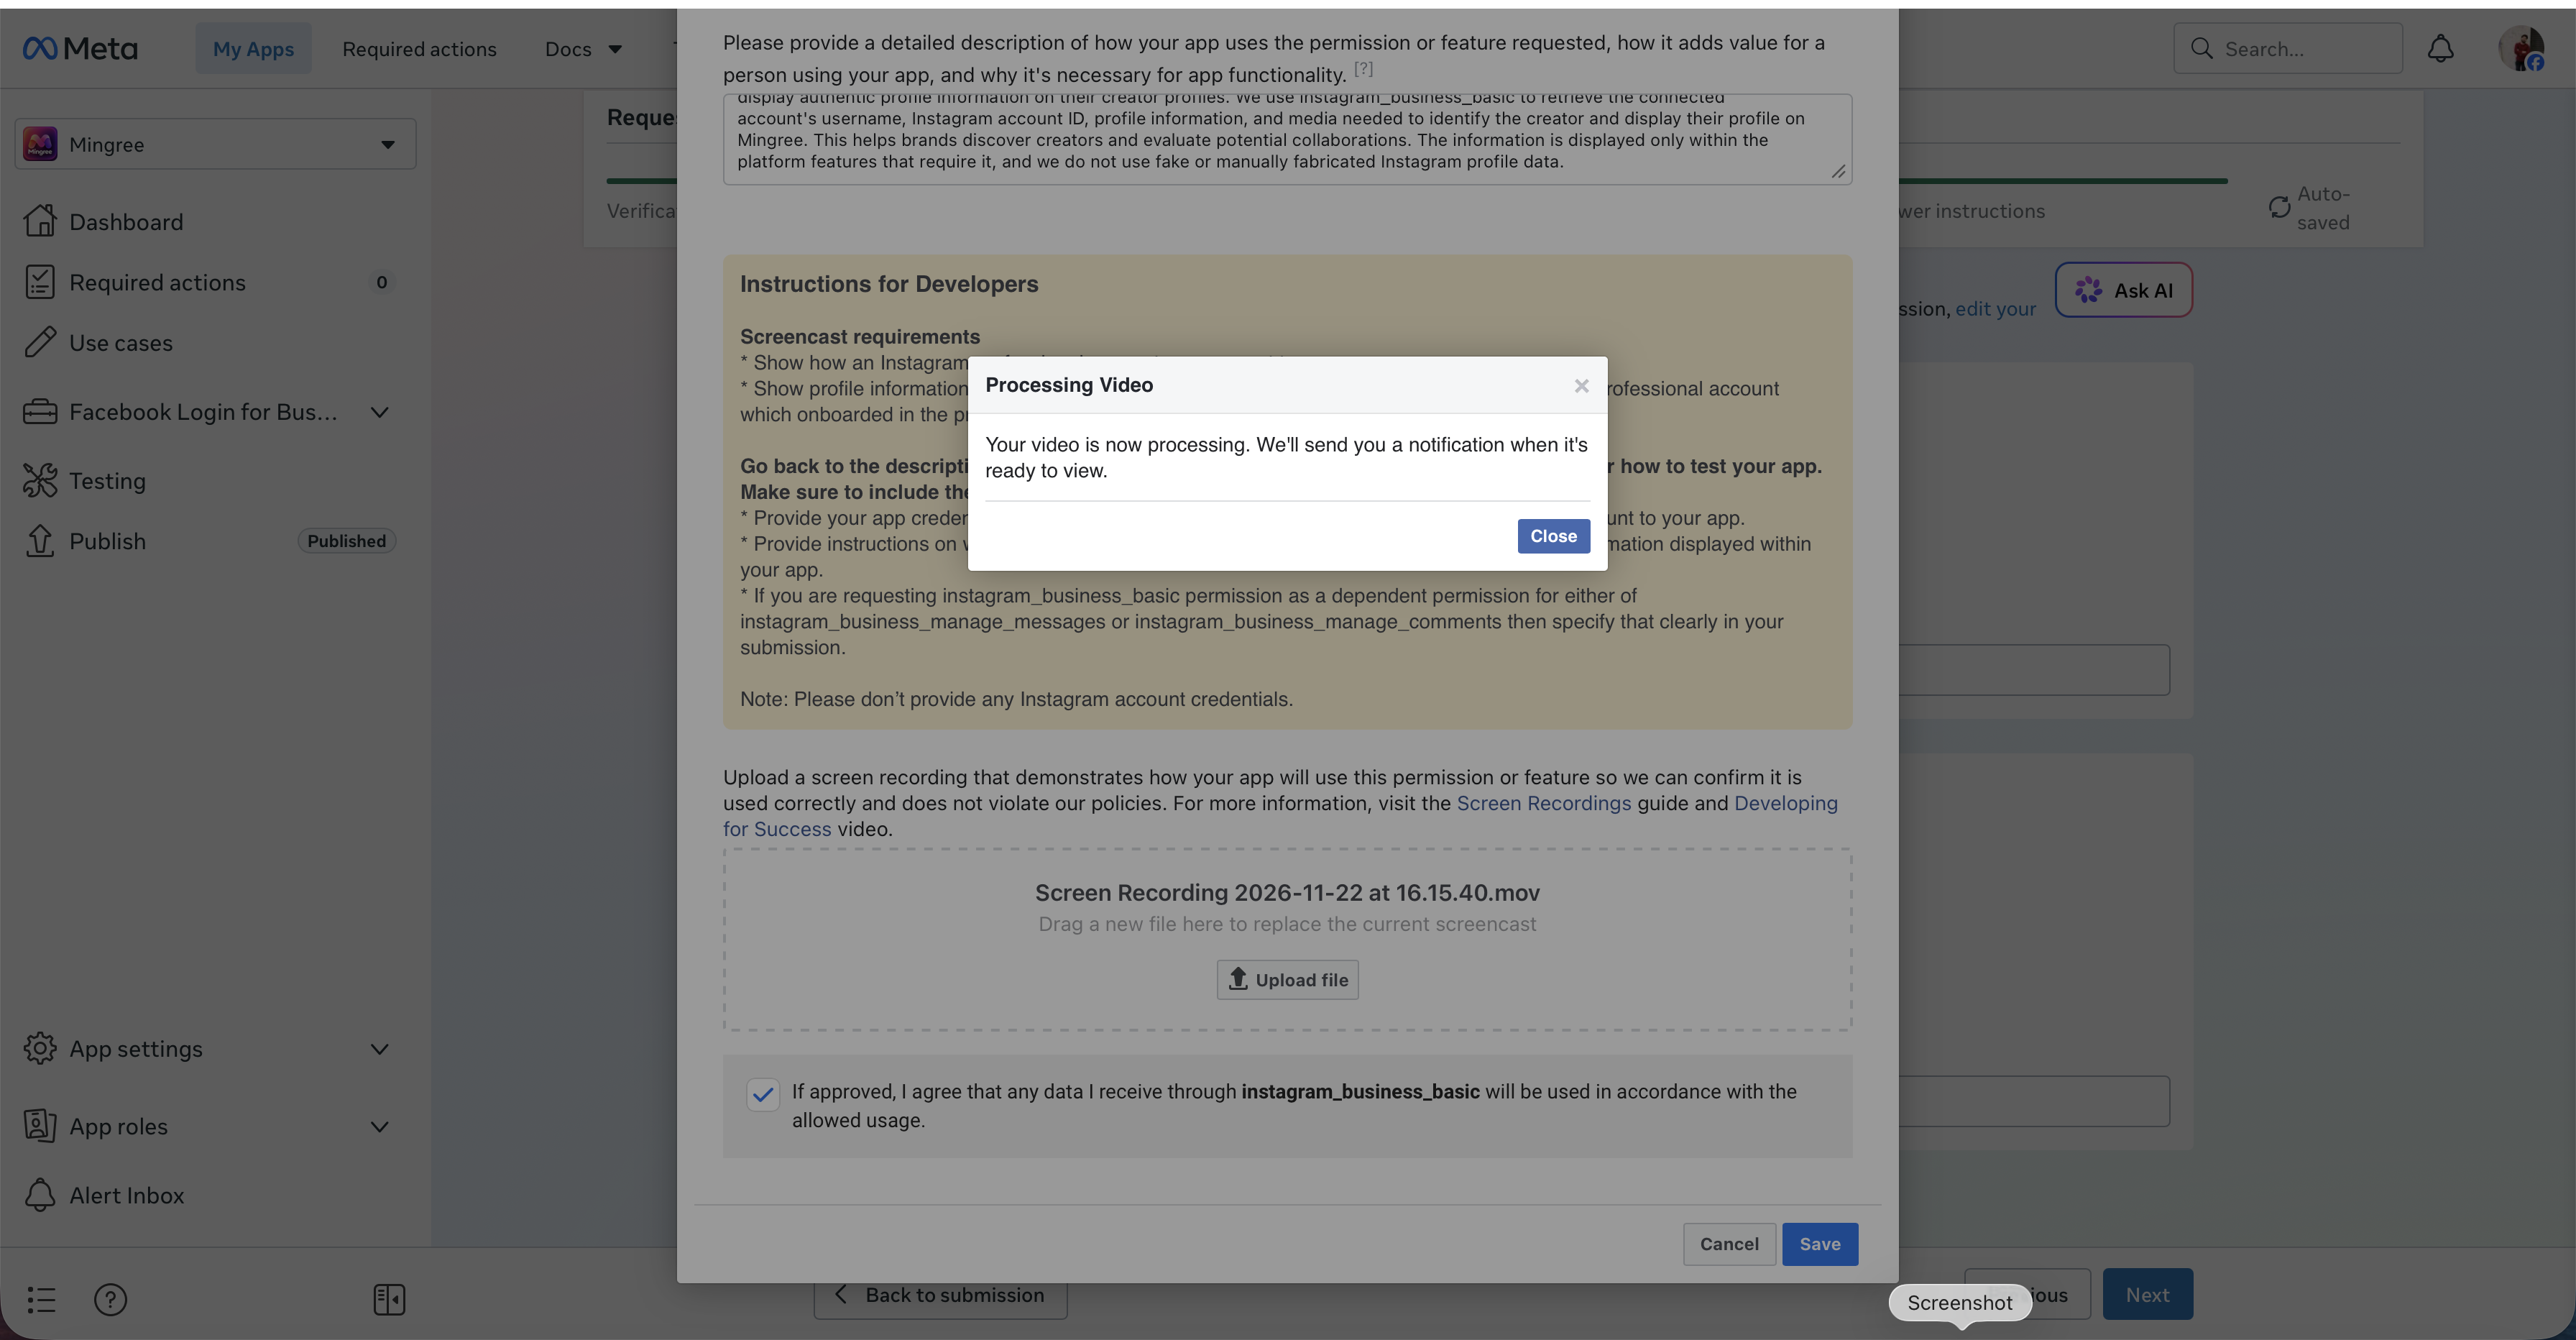 Meta
My Apps
Required actions
Docs
Search...
Mingree
Mingree
Dashboard
Required actions
0
Use cases
Facebook Login for Bus...
Testing
Publish
Published
App settings
App roles
Alert Inbox
Please provide a detailed description of how your app uses the permission or feature requested, how it adds value for a
person using your app, and why it's necessary for app functionality. [?]
display authentic profile information on their creator profiles. We use instagram_business_basic to retrieve the connected
account's username, Instagram account ID, profile information, and media needed to identify the creator and display their profile on
Mingree. This helps brands discover creators and evaluate potential collaborations. The information is displayed only within the
platform features that require it, and we do not use fake or manually fabricated Instagram profile data.
Auto-
saved
instructions
ssion, edit your
Ask AI
Instructions for Developers
Screencast requirements
* Show how an Instagram
* Show profile information
account
which onboarded in the
Go back to the
how to test your app.
Make sure to include
* Provide your app
to your app.
* Provide instructions on
displayed within
your app.
* If you are requesting instagram_business_basic permission as a dependent permission for either of
instagram_business_manage_messages or instagram_business_manage_comments then specify that clearly in your
submission.
Note: Please don’t provide any Instagram account credentials.
Processing Video
×
Your video is now processing. We'll send you a notification when it's
ready to view.
Close
Upload a screen recording that demonstrates how your app will use this permission or feature so we can confirm it is
used correctly and does not violate our policies. For more information, visit the Screen Recordings guide and Developing
for Success video.
Screen Recording 2026-11-22 at 16.15.40.mov
Drag a new file here to replace the current screencast
Upload file
If approved, I agree that any data I receive through instagram_business_basic will be used in accordance with the
allowed usage.
Cancel
Save
Back to submission
Screenshot
Next